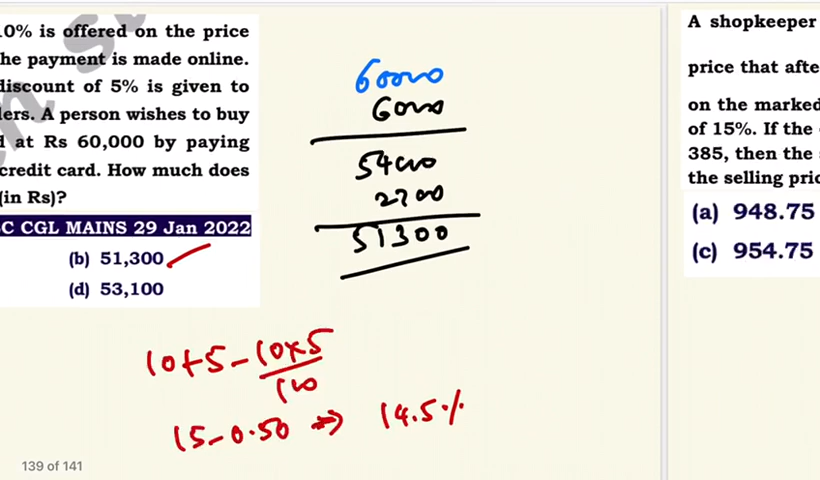 10% is offered on the price
he payment is made online.
discount of 5% is given to
ders. A person wishes to buy
d at Rs 60,000 by paying
credit card. How much does
(in Rs)?
C CGL MAINS 29 Jan 2022
(b) 51,300
(d) 53,100
60000
6000
54000
2700
51300
10+5-10×5/100
15-0.50 ⇒ 14.5%
139 of 141
A shopkeeper
price that afte
on the marked
of 15%. If the
385, then the
the selling pric
(a) 948.75
(c) 954.75